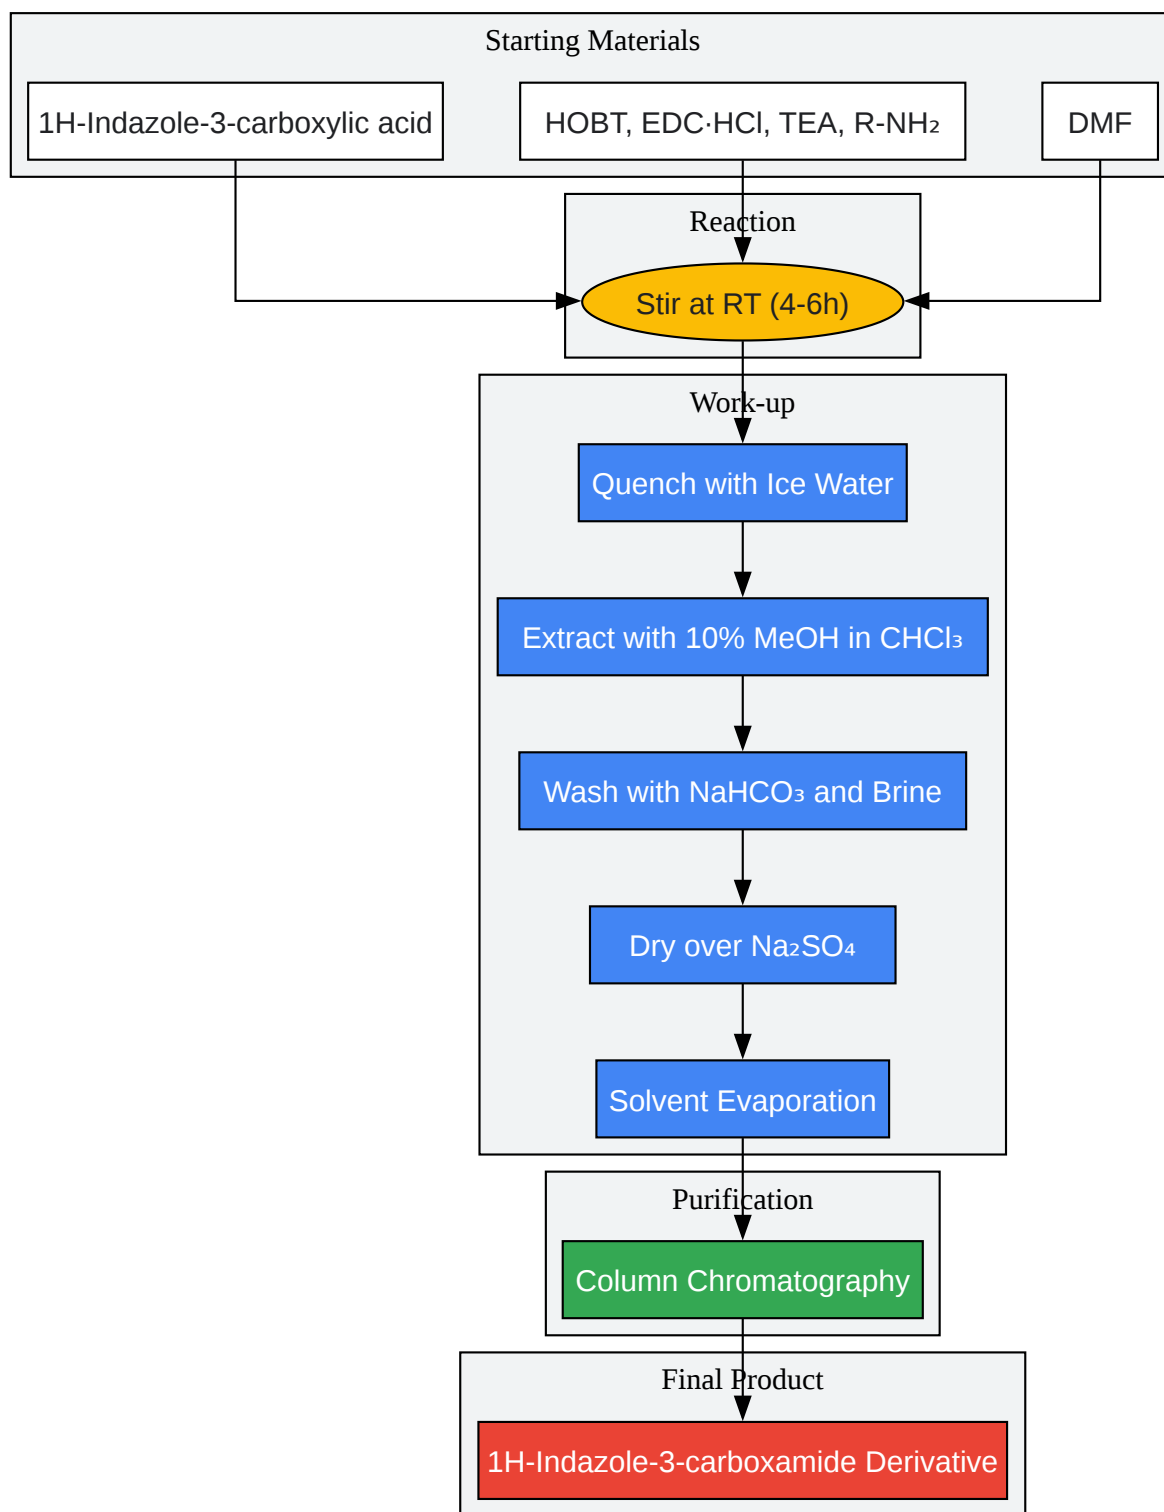 Starting Materials
1H-Indazole-3-carboxylic acid
HOBT, EDC·HCl, TEA, R-NH₂
DMF
Reaction
Stir at RT (4-6h)
Work-up
Quench with Ice Water
Extract with 10% MeOH in CHCl₃
Wash with NaHCO₃ and Brine
Dry over Na₂SO₄
Solvent Evaporation
Purification
Column Chromatography
Final Product
1H-Indazole-3-carboxamide Derivative